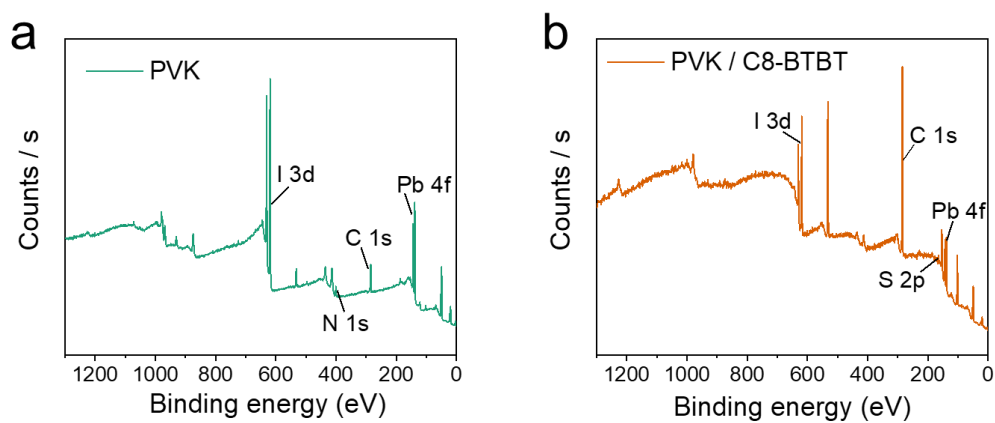 a
PVK
I 3d
Pb 4f
C 1s
N 1s
Counts / s
1200 1000 800 600 400 200 0
Binding energy (eV)
b
PVK / C8-BTBT
I 3d
C 1s
Pb 4f
S 2p
Counts / s
1200 1000 800 600 400 200 0
Binding energy (eV)